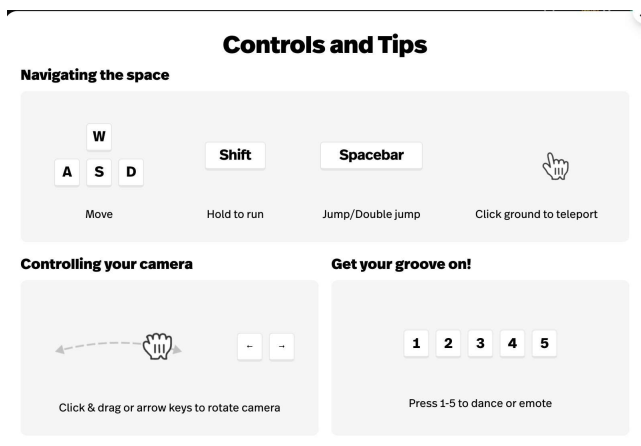 Controls and Tips
Navigating the space
W
A S D
Shift
Spacebar
Move
Hold to run
Jump/Double jump
Click ground to teleport
Controlling your camera
Get your groove on!
← →
1 2 3 4 5
Click & drag or arrow keys to rotate camera
Press 1-5 to dance or emote